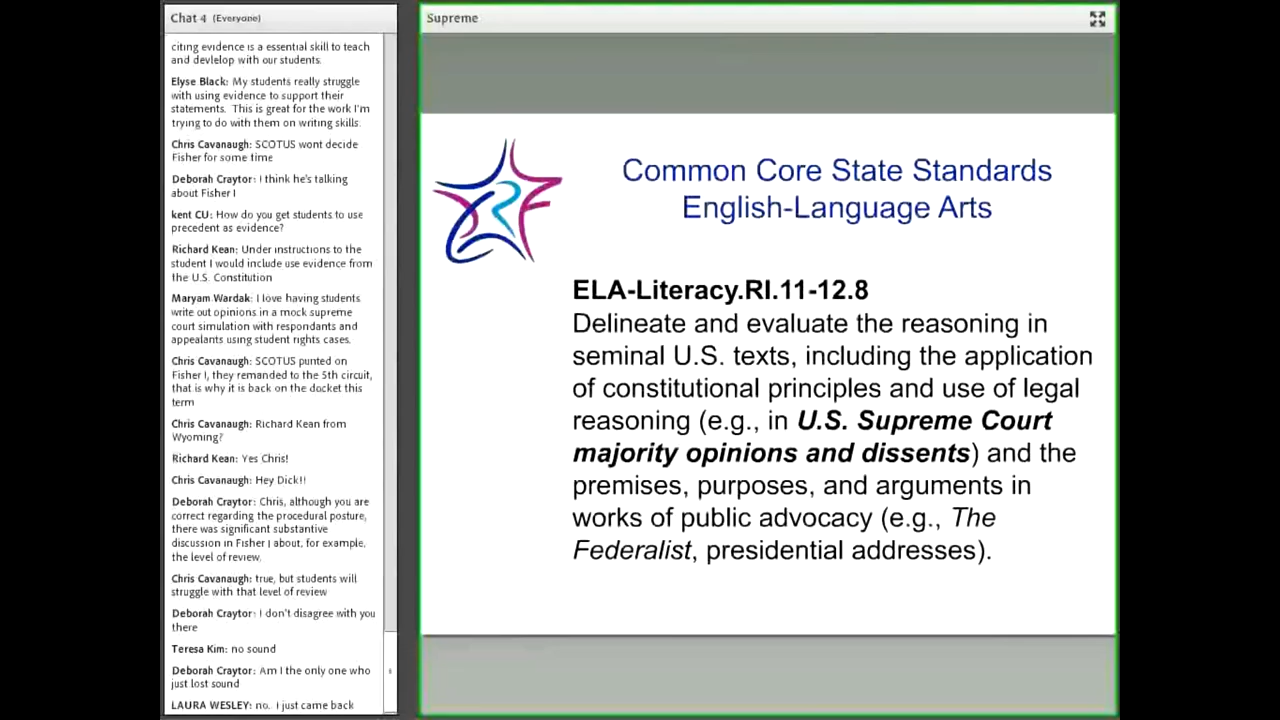 Chat 4 (Everyone)
citing evidence is a essential skill to teach
and devlelop with our students.
Elyse Black: My students really struggle
with using evidence to support their
statements. This is great for the work I'm
trying to do with them on writing skills.
Chris Cavanaugh: SCOTUS wont decide
Fisher for some time
Deborah Craytor: I think he's talking
about Fisher I
kent CU: How do you get students to use
precedent as evidence?
Richard Kean: Under instructions to the
student I would include use evidence from
the U.S. Constitution
Maryam Wardak: I love having students
write out opinions in a mock supreme
court simulation with respondants and
appealants using student rights cases.
Chris Cavanaugh: SCOTUS punted on
Fisher I, they remanded to the 5th circuit,
that is why it is back on the docket this
term
Chris Cavanaugh: Richard Kean from
Wyoming?
Richard Kean: Yes Chris!
Chris Cavanaugh: Hey Dick!!
Deborah Craytor: Chris, although you are
correct regarding the procedural posture,
there was significant substantive
discussion in Fisher I about, for example,
the level of review.
Chris Cavanaugh: true, but students will
struggle with that level of review
Deborah Craytor: I don't disagree with you
there
Teresa Kim: no sound
Deborah Craytor: Am I the only one who
just lost sound
LAURA WESLEY: no. I just came back
Supreme
CRF
Common Core State Standards
English-Language Arts
ELA-Literacy.RI.11-12.8
Delineate and evaluate the reasoning in
seminal U.S. texts, including the application
of constitutional principles and use of legal
reasoning (e.g., in U.S. Supreme Court
majority opinions and dissents) and the
premises, purposes, and arguments in
works of public advocacy (e.g., The
Federalist, presidential addresses).